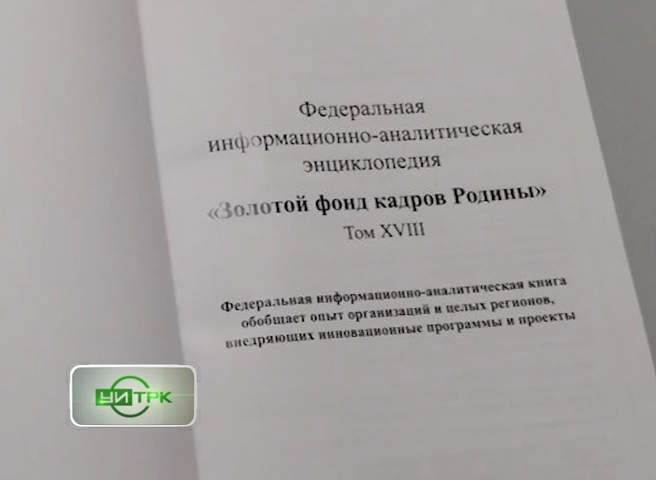 Федеральная
информационно-аналитическая
энциклопедия
«Золотой фонд кадров Родины»
Том XVIII
Федеральная информационно-аналитическая книга
обобщает опыт организаций и целых регионов,
внедряющих инновационные программы и проекты
УИТРК